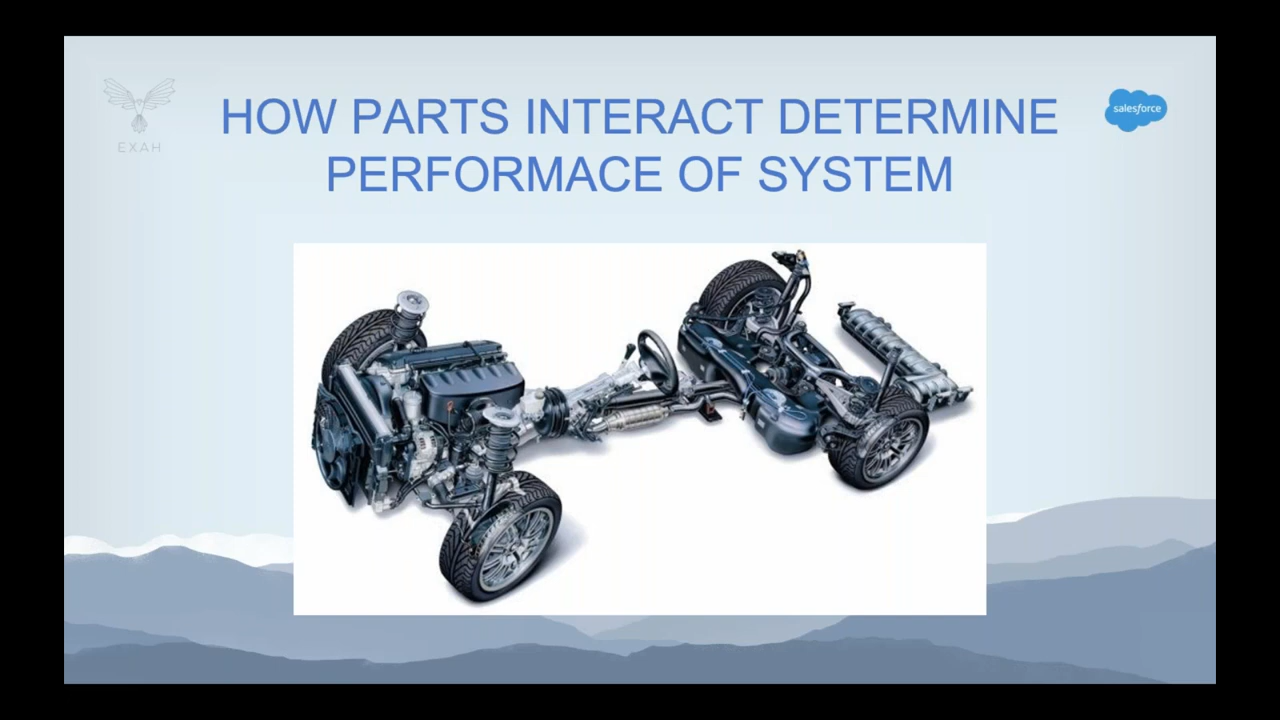 HOW PARTS INTERACT DETERMINE
PERFORMACE OF SYSTEM
EXAH
salesforce